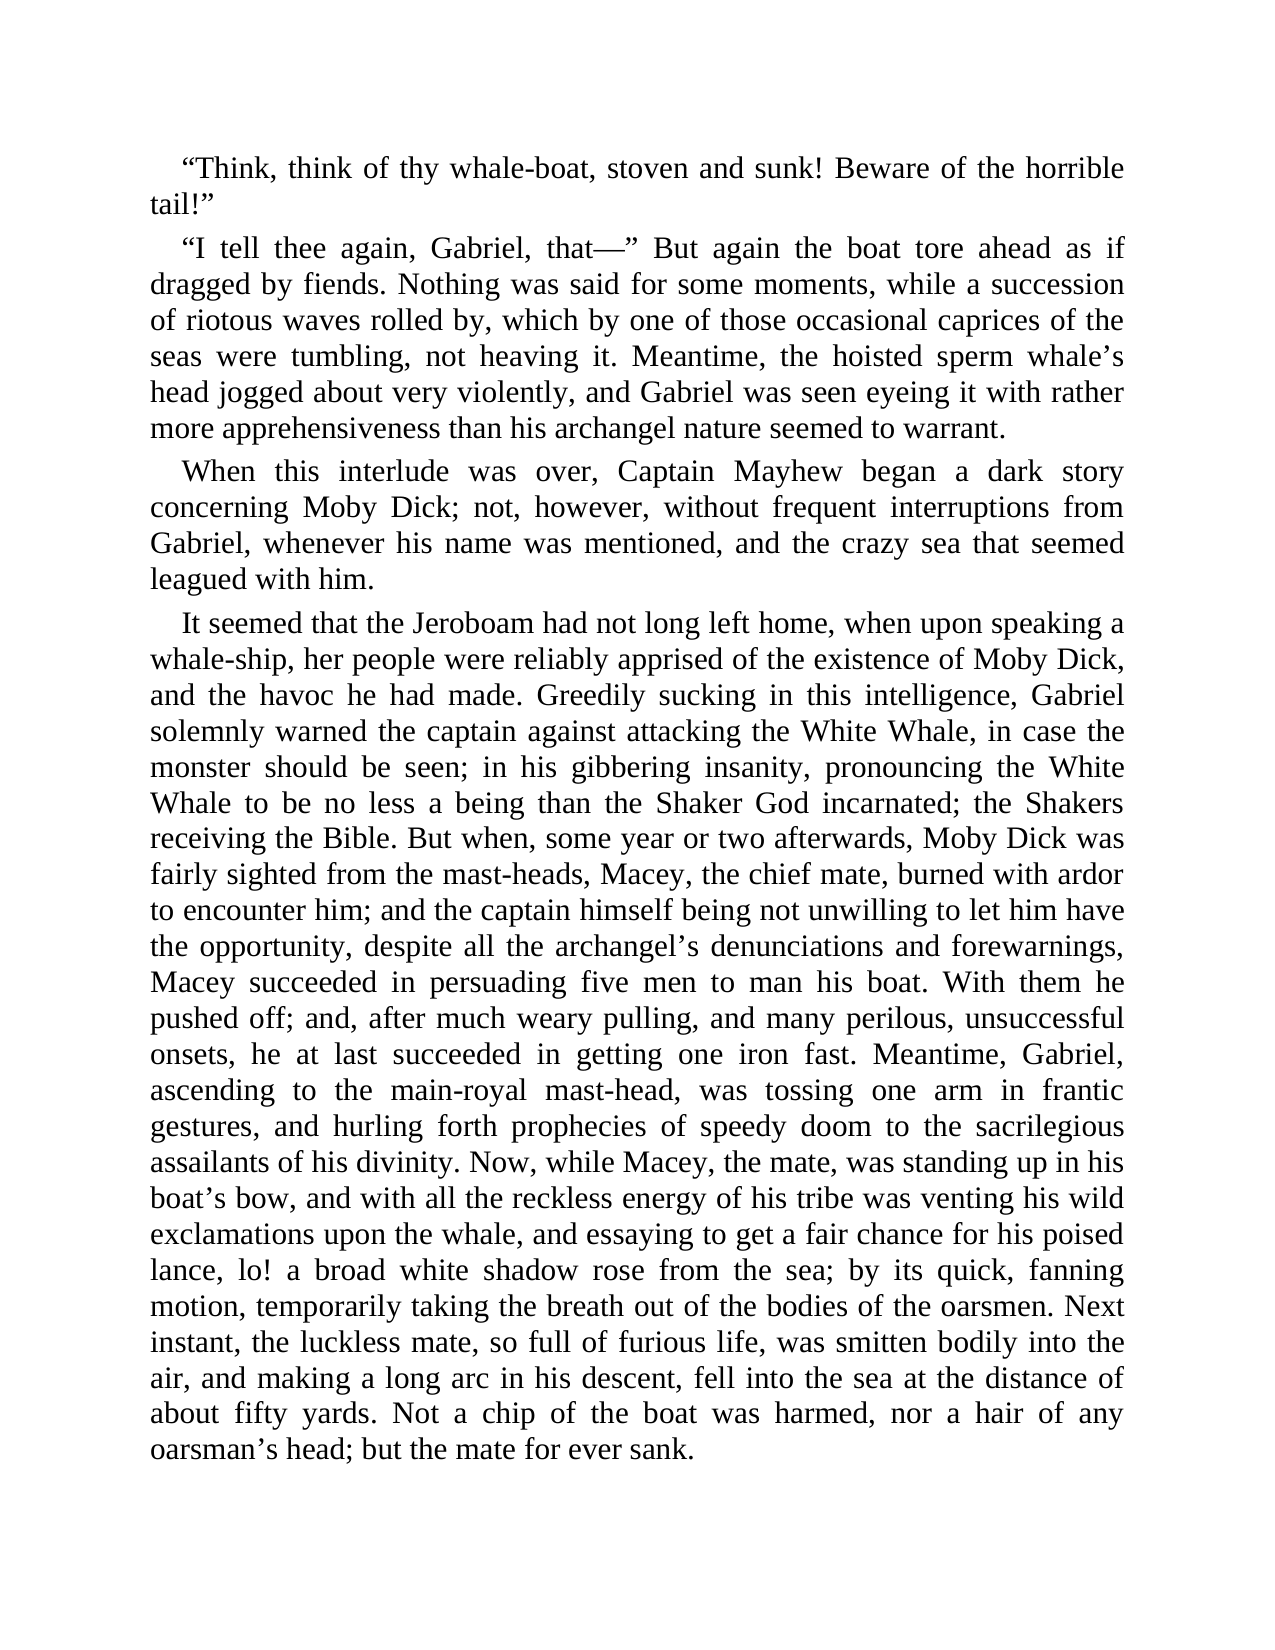 “Think, think of thy whale-boat, stoven and sunk! Beware of the horrible
tail!”
“I tell thee again, Gabriel, that—” But again the boat tore ahead as if
dragged by fiends. Nothing was said for some moments, while a succession
of riotous waves rolled by, which by one of those occasional caprices of the
seas were tumbling, not heaving it. Meantime, the hoisted sperm whale’s
head jogged about very violently, and Gabriel was seen eyeing it with rather
more apprehensiveness than his archangel nature seemed to warrant.
When this interlude was over, Captain Mayhew began a dark story
concerning Moby Dick; not, however, without frequent interruptions from
Gabriel, whenever his name was mentioned, and the crazy sea that seemed
leagued with him.
It seemed that the Jeroboam had not long left home, when upon speaking a
whale-ship, her people were reliably apprised of the existence of Moby Dick,
and the havoc he had made. Greedily sucking in this intelligence, Gabriel
solemnly warned the captain against attacking the White Whale, in case the
monster should be seen; in his gibbering insanity, pronouncing the White
Whale to be no less a being than the Shaker God incarnated; the Shakers
receiving the Bible. But when, some year or two afterwards, Moby Dick was
fairly sighted from the mast-heads, Macey, the chief mate, burned with ardor
to encounter him; and the captain himself being not unwilling to let him have
the opportunity, despite all the archangel’s denunciations and forewarnings,
Macey succeeded in persuading five men to man his boat. With them he
pushed off; and, after much weary pulling, and many perilous, unsuccessful
onsets, he at last succeeded in getting one iron fast. Meantime, Gabriel,
ascending to the main-royal mast-head, was tossing one arm in frantic
gestures, and hurling forth prophecies of speedy doom to the sacrilegious
assailants of his divinity. Now, while Macey, the mate, was standing up in his
boat’s bow, and with all the reckless energy of his tribe was venting his wild
exclamations upon the whale, and essaying to get a fair chance for his poised
lance, lo! a broad white shadow rose from the sea; by its quick, fanning
motion, temporarily taking the breath out of the bodies of the oarsmen. Next
instant, the luckless mate, so full of furious life, was smitten bodily into the
air, and making a long arc in his descent, fell into the sea at the distance of
about fifty yards. Not a chip of the boat was harmed, nor a hair of any
oarsman’s head; but the mate for ever sank.